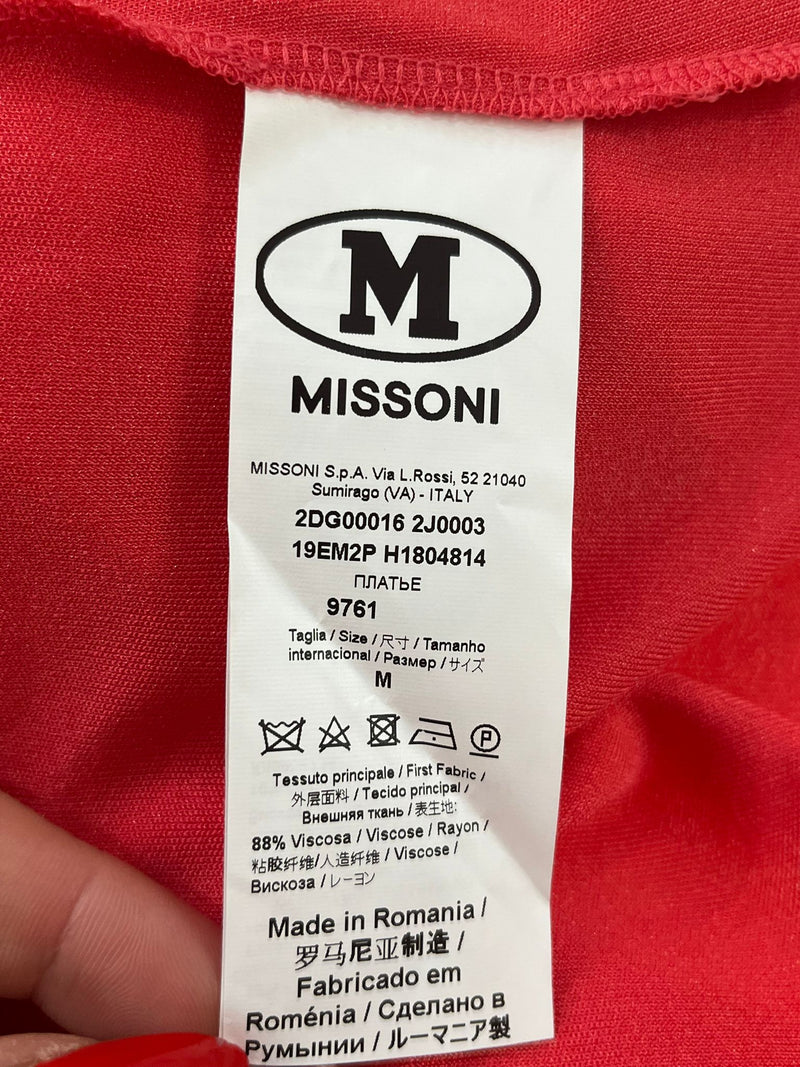 M
MISSONI
MISSONI S.p.A. Via L.Rossi, 52 21040
Sumirago (VA) - ITALY
2DG00016 2J0003
19EM2P H1804814
ПЛАТЬЕ
9761
Taglia / Size / 尺寸 / Tamanho
internacional / Размер / サイズ
M
P
Tessuto principale / First Fabric /
外层面料 / Tecido principal /
Внешняя ткань / 表生地:
88% Viscosa / Viscose / Rayon /
粘胶纤维/人造纤维 / Viscose /
Вискоза / レーヨン
Made in Romania /
罗马尼亚制造 /
Fabricado em
Roménia / Сделано в
Румынии / ルーマニア製